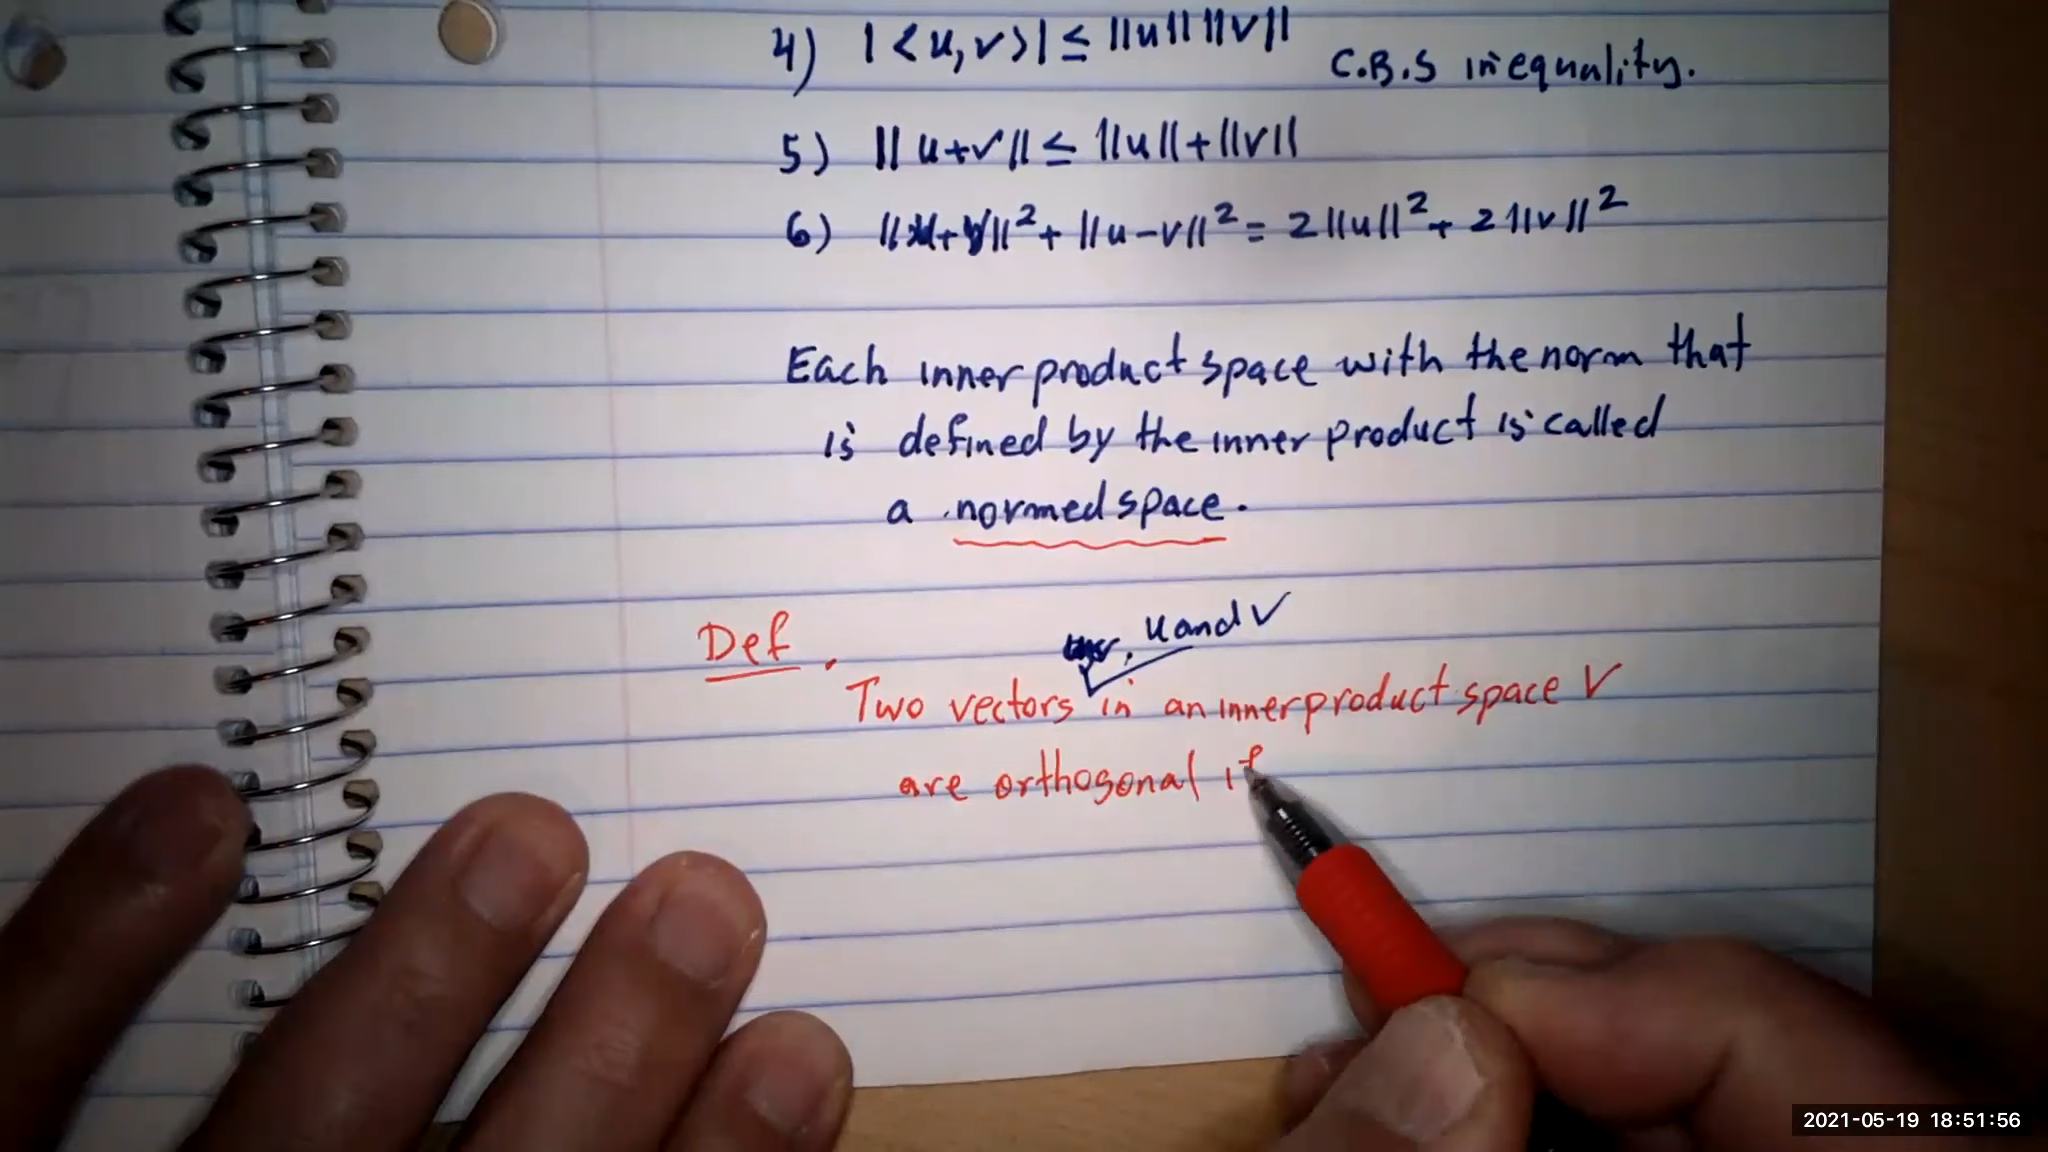 4) |<u,v>| ≤ ||u|| ||v|| C.B.S inequality.
5) ||u+v|| ≤ ||u||+||v||
6) ||u+v||² + ||u-v||² = 2||u||² + 2||v||²
Each inner product space with the norm that
is defined by the inner product is called
a normed space.
Def.
u and v
Two vectors in an inner product space V
are orthogonal if
2021-05-19 18:51:56